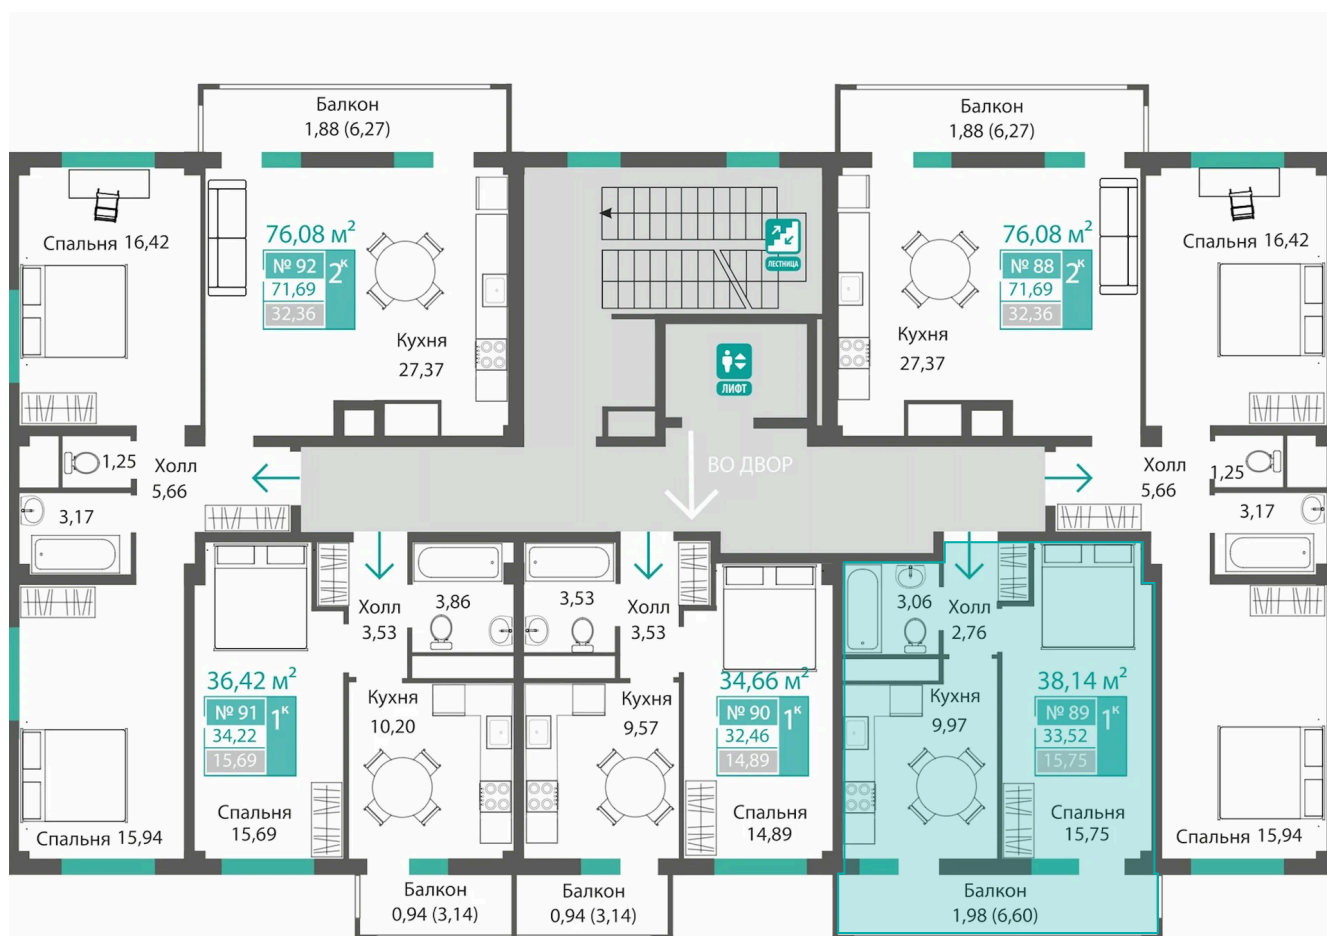 Балкон
1,88 (6,27)
Балкон
1,88 (6,27)
Спальня 16,42
76,08 м²
№ 92
71,69
32,36
2К
Кухня
27,37
ЛЕСТНИЦА
ЛИФТ
76,08 м²
№ 88
71,69
32,36
2К
Кухня
27,37
Спальня 16,42
1,25
Холл
5,66
3,17
ВО ДВОР
Холл
5,66
1,25
3,17
Холл
3,53
3,86
3,53
Холл
3,53
3,06
Холл
2,76
36,42 м²
№ 91
34,22
15,69
1К
Кухня
10,20
Кухня
9,57
34,66 м²
№ 90
32,46
14,89
1К
Кухня
9,97
38,14 м²
№ 89
33,52
15,75
1К
Спальня 15,94
Спальня
15,69
Спальня
14,89
Спальня
15,75
Спальня 15,94
Балкон
0,94 (3,14)
Балкон
0,94 (3,14)
Балкон
1,98 (6,60)